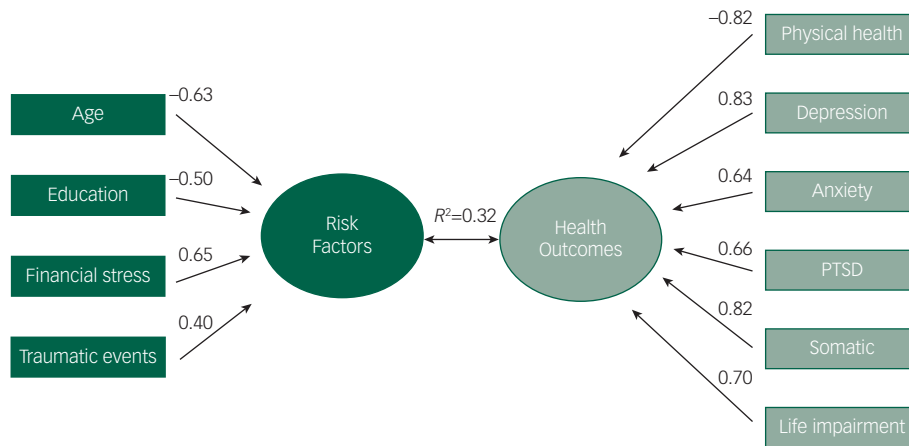 −0.63
Age
−0.50
Education
0.65
Financial stress
0.40
Traumatic events
Risk
Factors
R²=0.32
Health
Outcomes
−0.82
Physical health
0.83
Depression
0.64
Anxiety
0.66
PTSD
0.82
Somatic
0.70
Life impairment